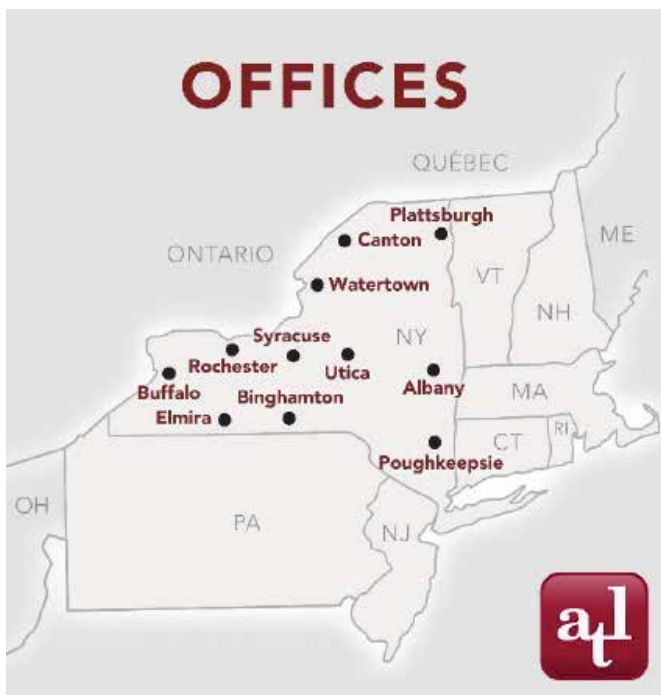 OFFICES
QUÉBEC
Plattsburgh
Canton
ME
ONTARIO
VT
Watertown
NH
Syracuse
NY
Rochester
Utica
Albany
MA
Buffalo
Binghamton
Elmira
CT
RI
Poughkeepsie
OH
PA
NJ
atl